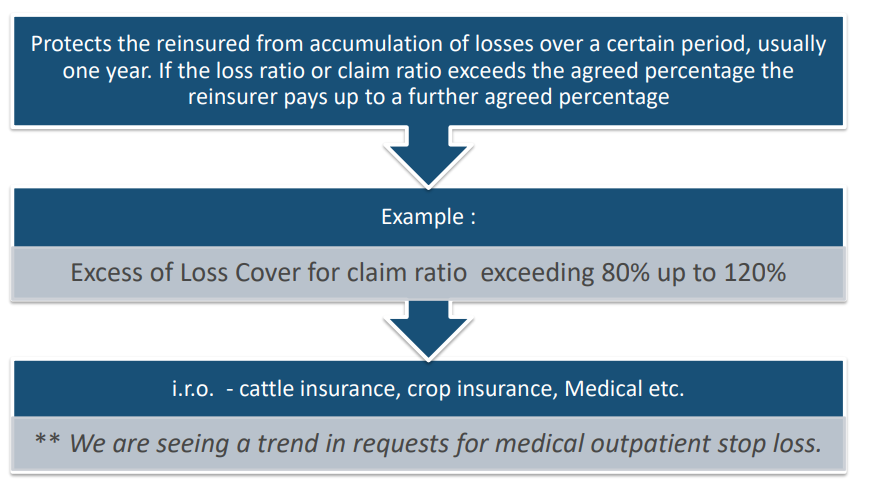 Protects the reinsured from accumulation of losses over a certain period, usually
one year. If the loss ratio or claim ratio exceeds the agreed percentage the
reinsurer pays up to a further agreed percentage
Example :
Excess of Loss Cover for claim ratio  exceeding 80% up to 120%
i.r.o.  - cattle insurance, crop insurance, Medical etc.
** We are seeing a trend in requests for medical outpatient stop loss.